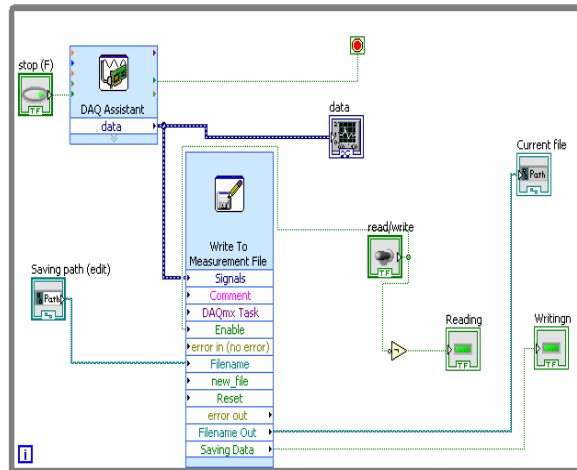 stop (F)
TF
DAQ Assistant
data
data
Current file
Path
Write To
Measurement File
read/write
TF
Saving path (edit)
Path
Signals
Comment
DAQmx Task
Enable
error in (no error)
Filename
new_file
Reset
error out
Filename Out
Saving Data
Reading
TF
Writingn
TF
i